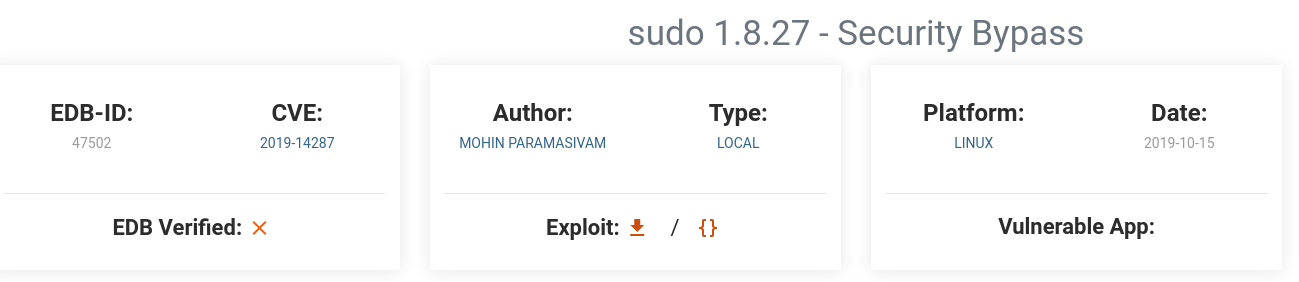 sudo 1.8.27 - Security Bypass
EDB-ID:
47502
CVE:
2019-14287
EDB Verified:
Author:
MOHIN PARAMASIVAM
Type:
LOCAL
Exploit: / {}
Platform:
LINUX
Date:
2019-10-15
Vulnerable App: